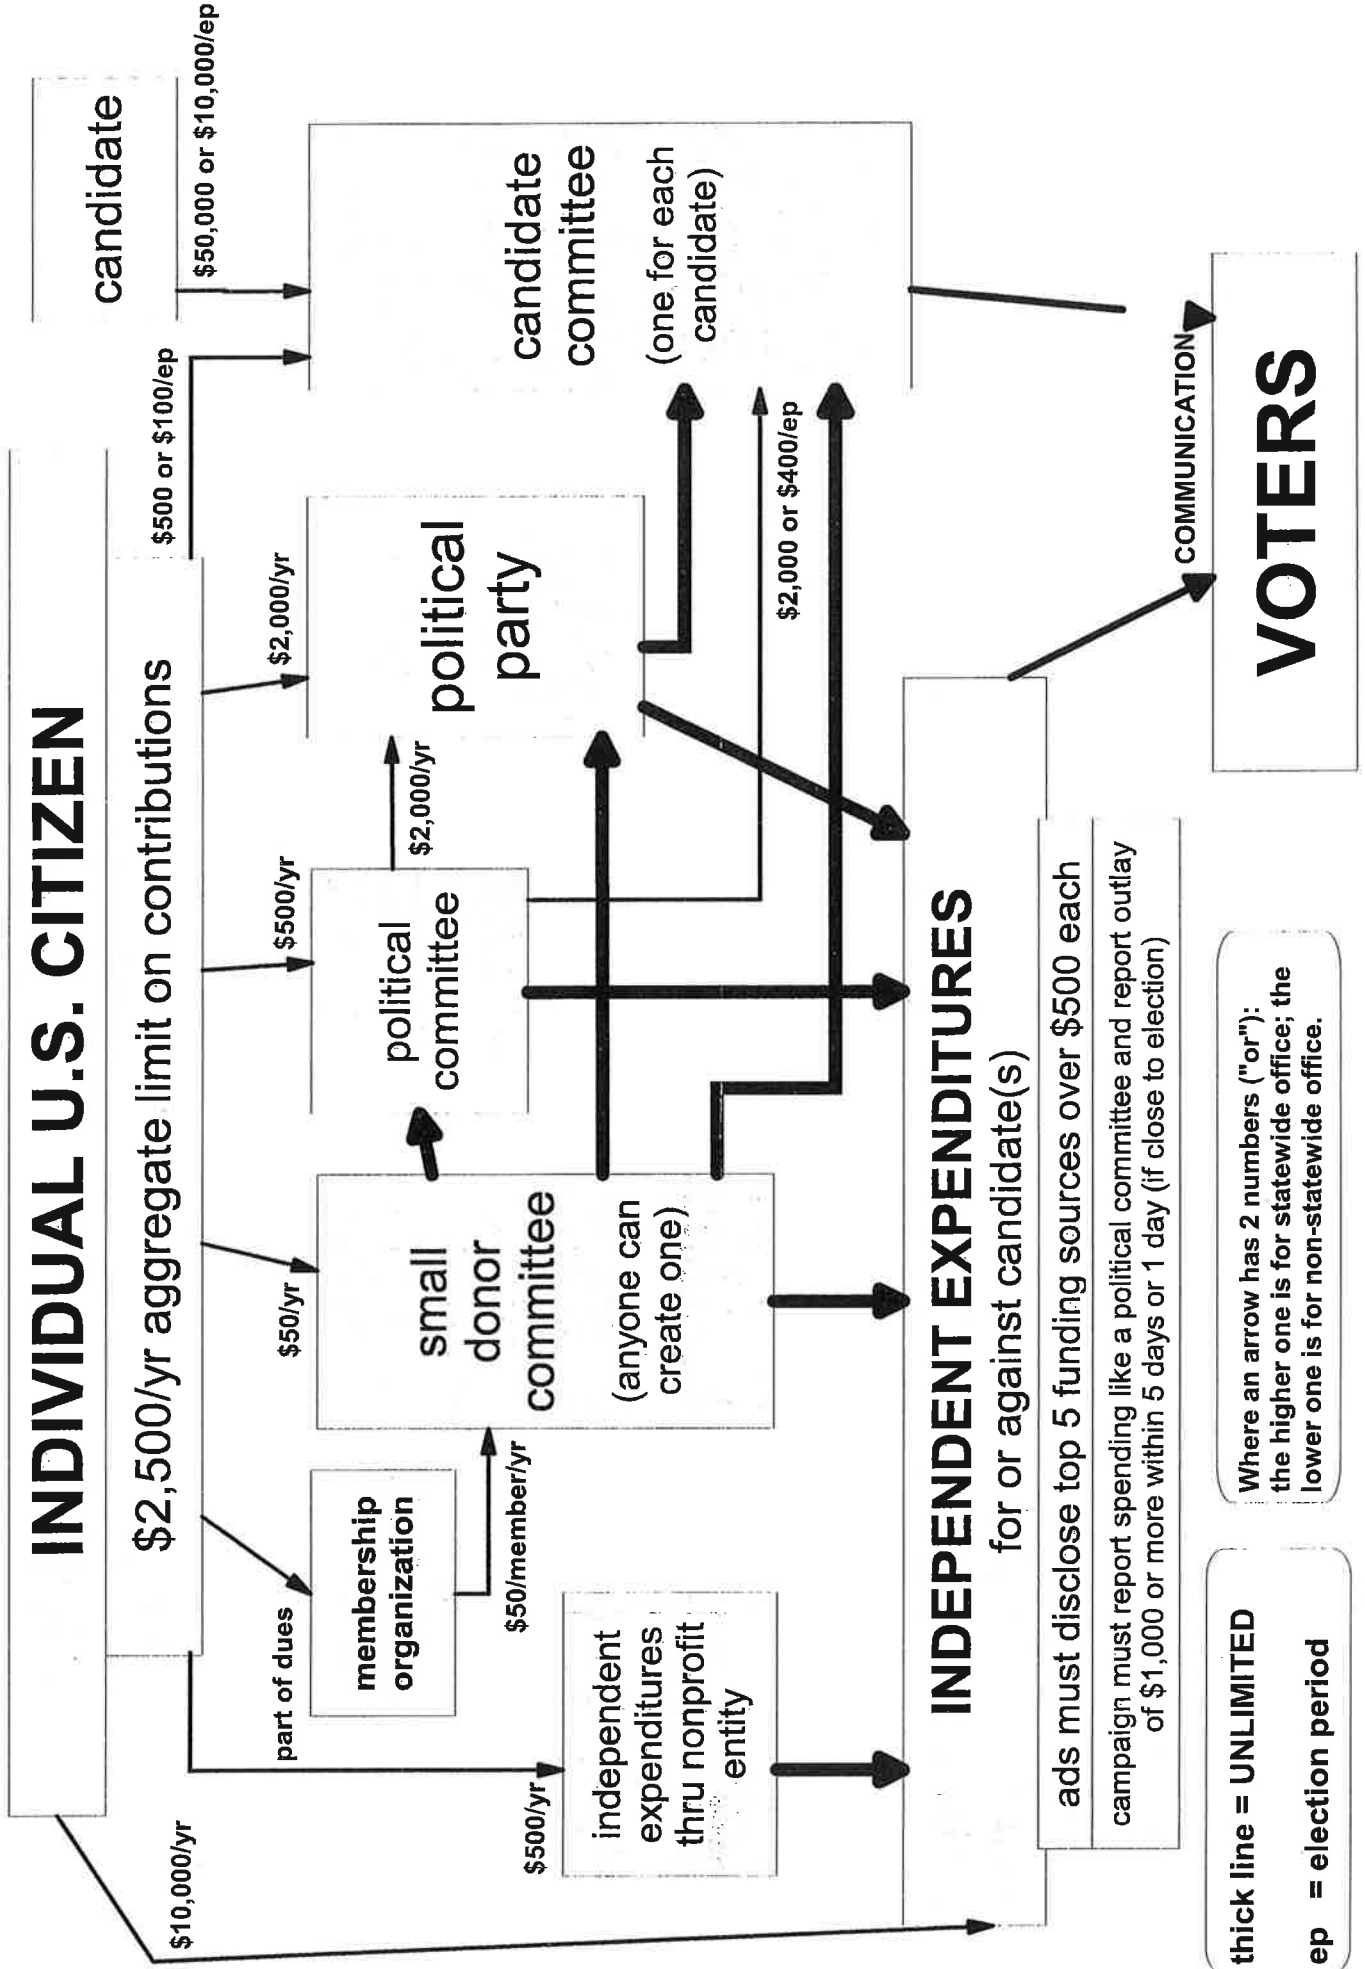 INDIVIDUAL U.S. CITIZEN
$2,500/yr aggregate limit on contributions
candidate
$10,000/yr
part of dues
$50/yr
$500/yr
$2,000/yr
$500 or $100/ep
$50,000 or $10,000/ep
membership
organization
$50/member/yr
small
donor
committee
(anyone can
create one)
political
committee
$2,000/yr
political
party
candidate
committee
(one for each
candidate)
$500/yr
independent
expenditures
thru nonprofit
entity
$2,000 or $400/ep
INDEPENDENT EXPENDITURES
for or against candidate(s)
ads must disclose top 5 funding sources over $500 each
campaign must report spending like a political committee and report outlay
of $1,000 or more within 5 days or 1 day (if close to election)
COMMUNICATION
VOTERS
thick line = UNLIMITED
ep = election period
Where an arrow has 2 numbers ("or"):
the higher one is for statewide office; the
lower one is for non-statewide office.